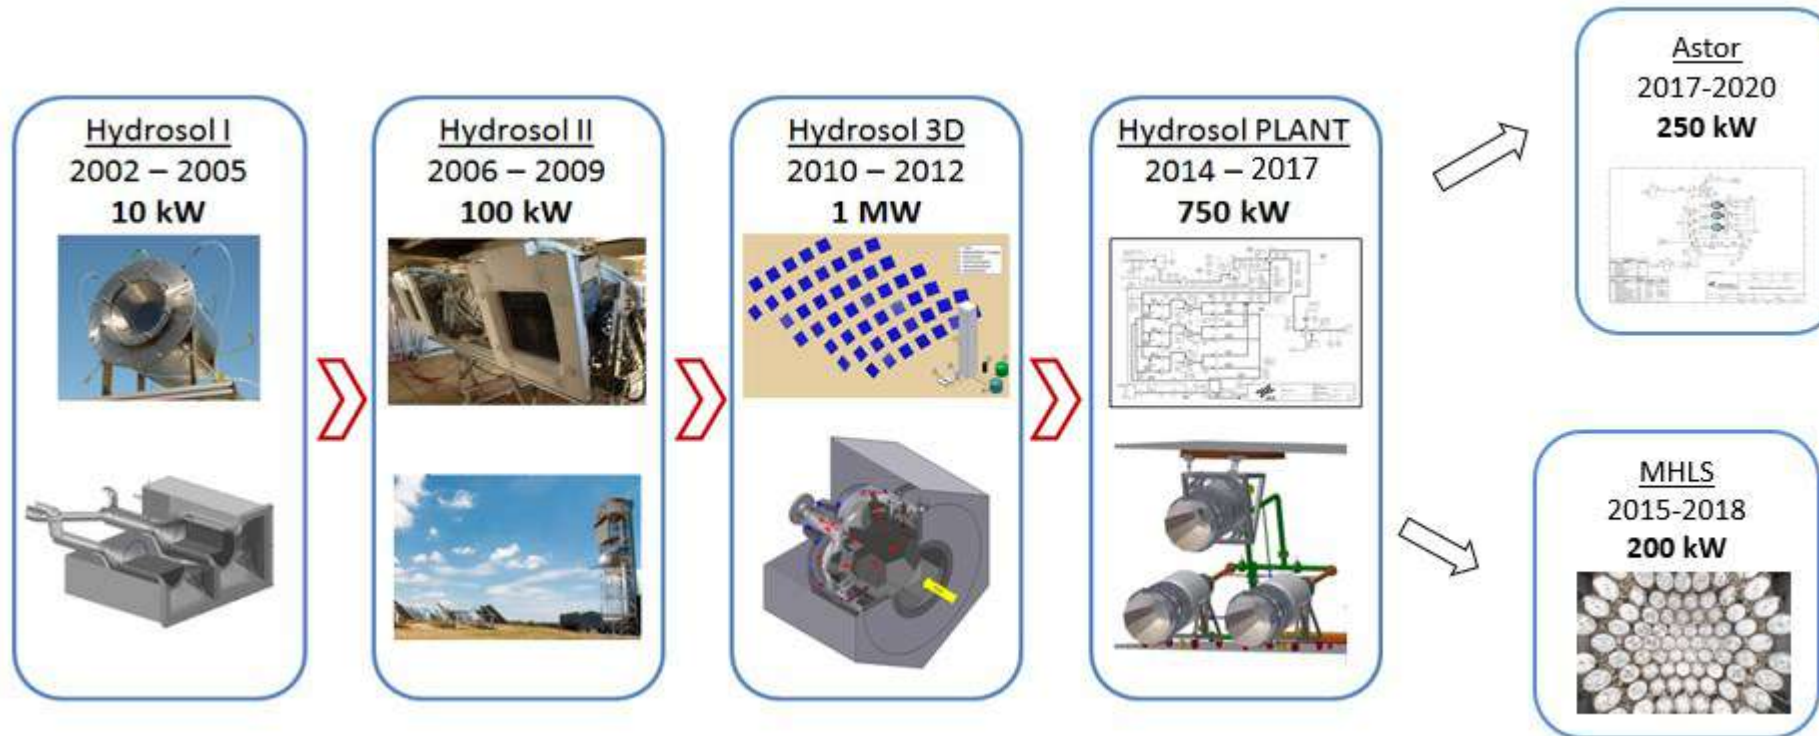 Hydrosol I
2002 – 2005
10 kW
Hydrosol II
2006 – 2009
100 kW
Hydrosol 3D
2010 – 2012
1 MW
Hydrosol PLANT
2014 – 2017
750 kW
Astor
2017-2020
250 kW
MHLS
2015-2018
200 kW